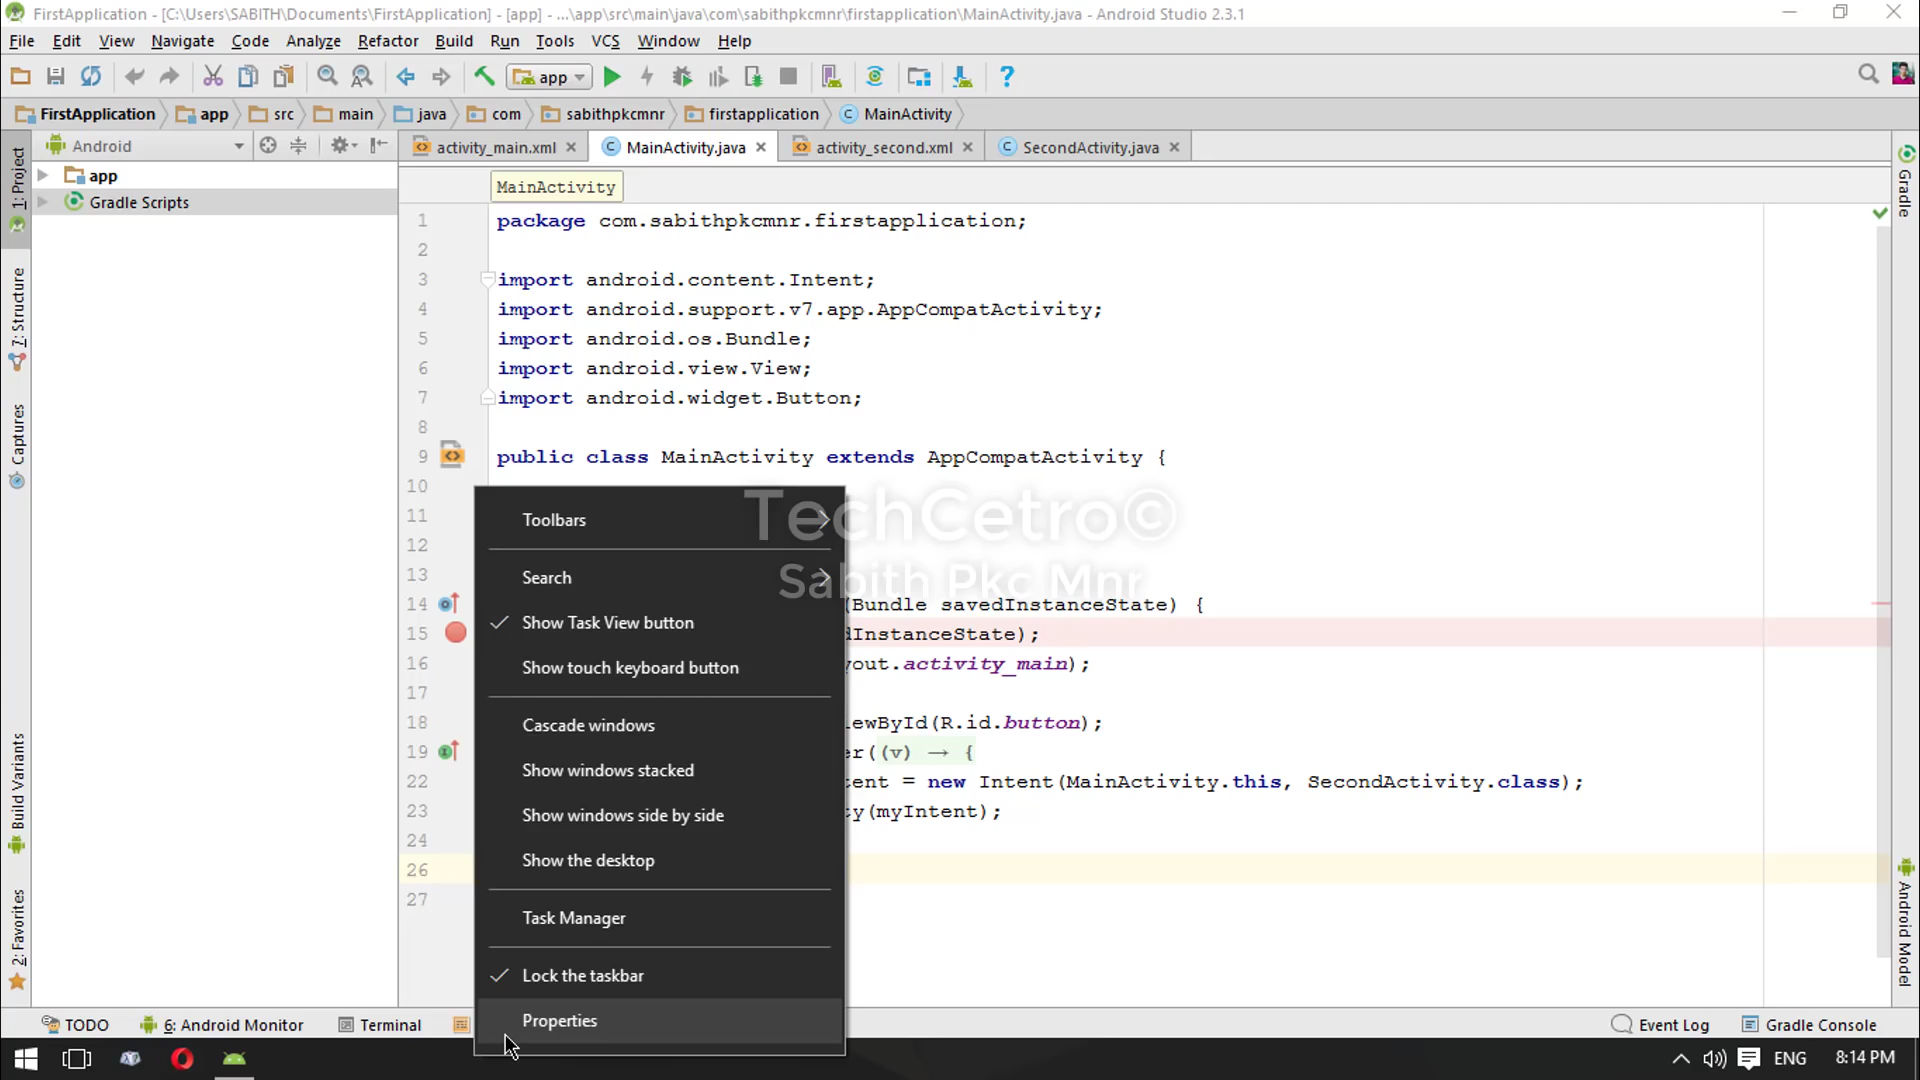 FirstApplication - [C:\Users\SABITH\Documents\FirstApplication] - [app] - ...\app\src\main\java\com\sabithpkcmnr\firstapplication\MainActivity.java - Android Studio 2.3.1
File Edit View Navigate Code Analyze Refactor Build Run Tools VCS Window Help
app
FirstApplication app src main java com sabithpkcmnr firstapplication MainActivity
Android activity_main.xml MainActivity.java activity_second.xml SecondActivity.java
1: Project
7: Structure
Captures
Build Variants
2: Favorites
app
Gradle Scripts
MainActivity
1 package com.sabithpkcmnr.firstapplication;
2
3 import android.content.Intent;
4 import android.support.v7.app.AppCompatActivity;
5 import android.os.Bundle;
6 import android.view.View;
7 import android.widget.Button;
8
9 public class MainActivity extends AppCompatActivity {
10
11
12
13
14 (Bundle savedInstanceState) {
15 dInstanceState);
16 yout.activity_main);
17
18 iewById(R.id.button);
19 er((v) → {
22 tent = new Intent(MainActivity.this, SecondActivity.class);
23 ty(myIntent);
24
26
27
Toolbars
Search
Show Task View button
Show touch keyboard button
Cascade windows
Show windows stacked
Show windows side by side
Show the desktop
Task Manager
Lock the taskbar
Properties
TechCetro©
Sabith Pkc Mnr
Gradle
Android Model
TODO 6: Android Monitor Terminal Event Log Gradle Console
ENG 8:14 PM